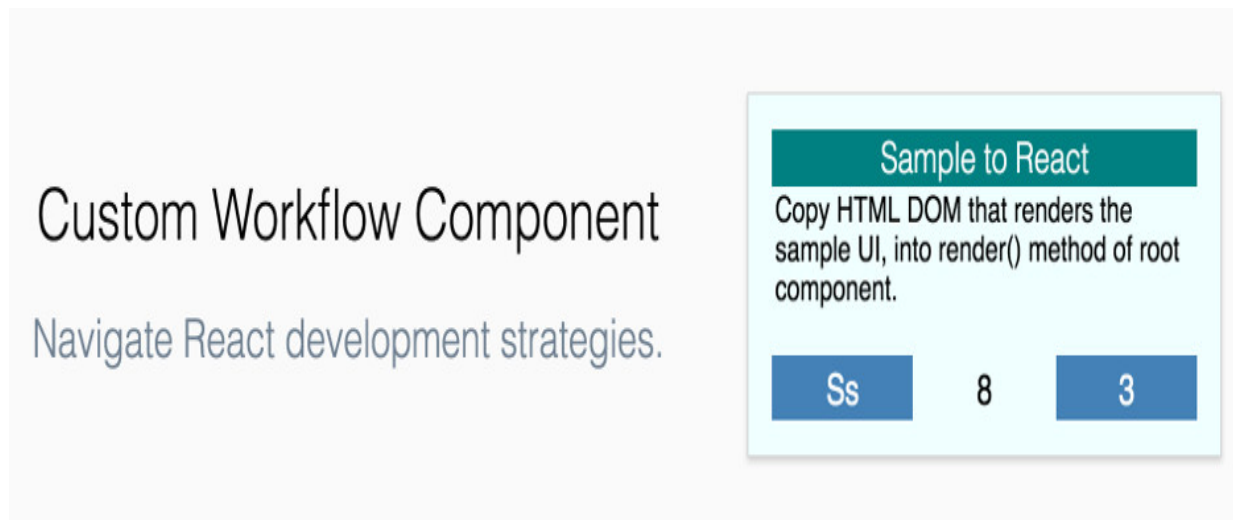 Custom Workflow Component
Navigate React development strategies.
Sample to React
Copy HTML DOM that renders the
sample UI, into render() method of root
component.
Ss 8 3